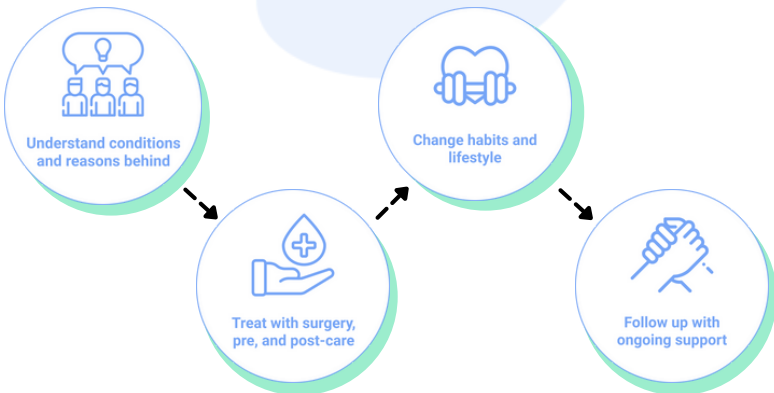 Understand conditions
and reasons behind
Treat with surgery,
pre, and post-care
Change habits and
lifestyle
Follow up with
ongoing support